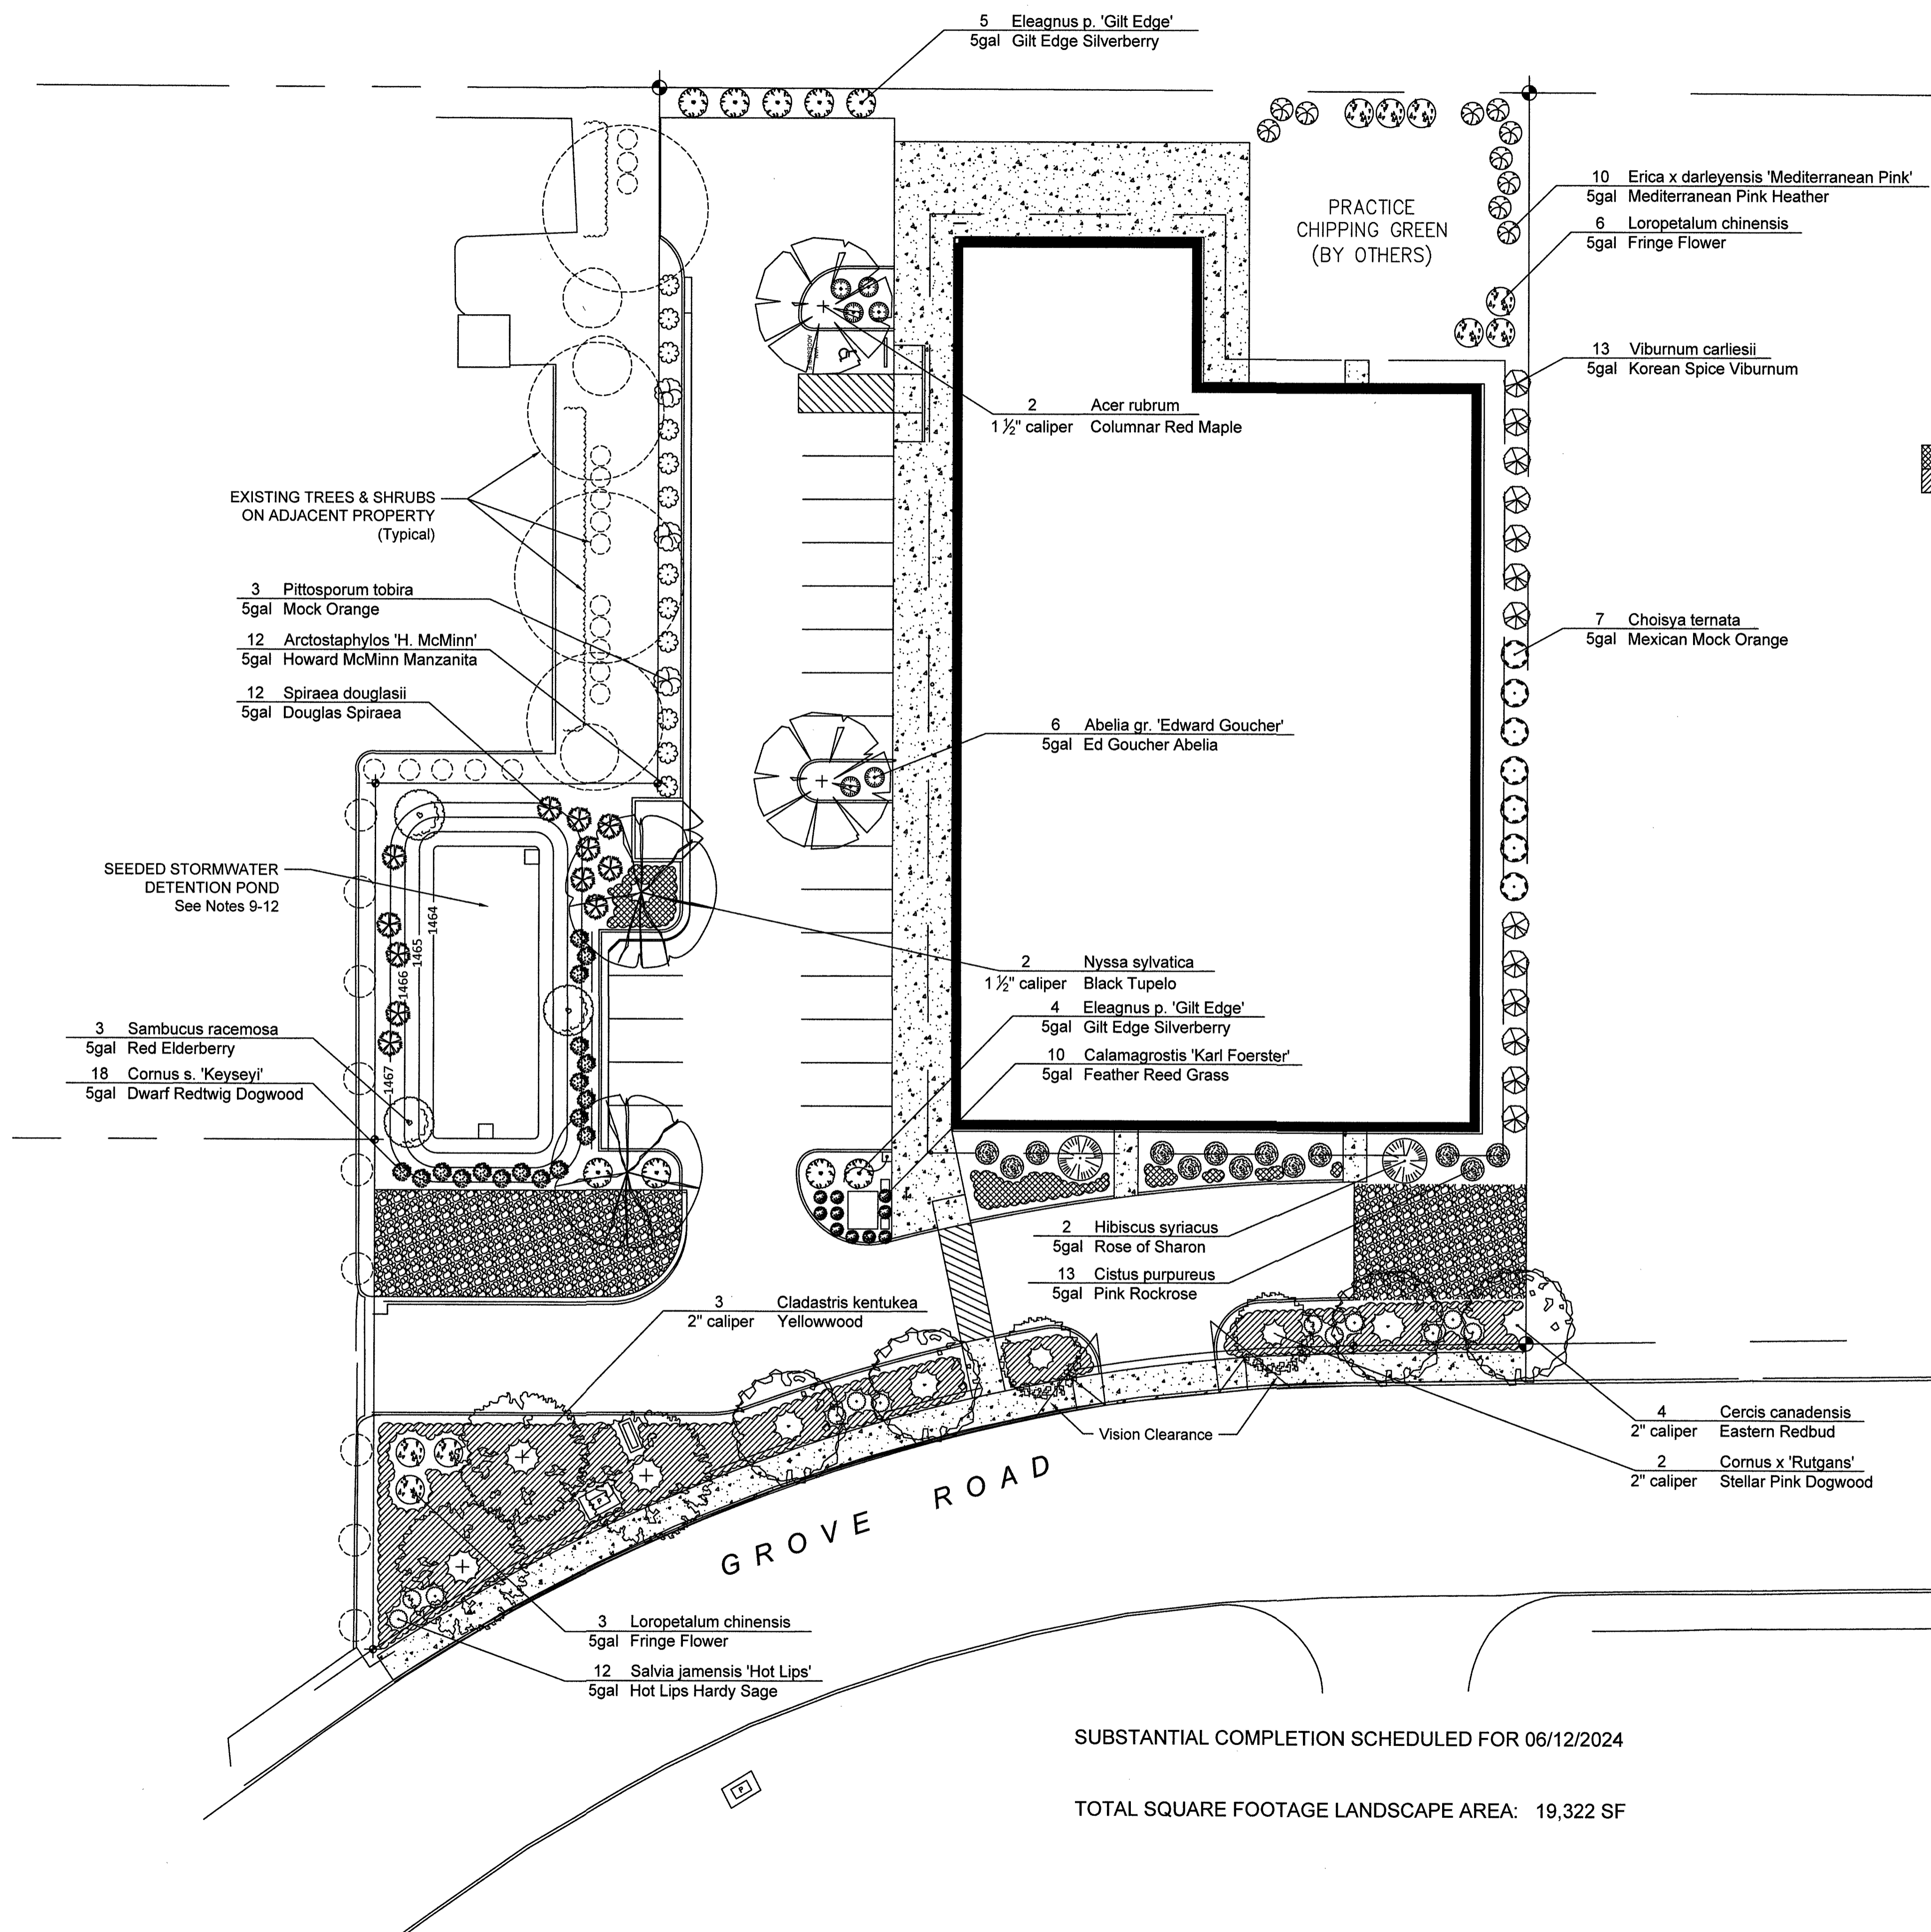 5 Eleagnus p. 'Gilt Edge'
5gal Gilt Edge Silverberry
10 Erica x darleyensis 'Mediterranean Pink'
5gal Mediterranean Pink Heather
PRACTICE
CHIPPING GREEN
(BY OTHERS)
6 Loropetalum chinensis
5gal Fringe Flower
13 Viburnum carliesii
5gal Korean Spice Viburnum
2 Acer rubrum
1 ½" caliper Columnar Red Maple
EXISTING TREES & SHRUBS
ON ADJACENT PROPERTY
(Typical)
3 Pittosporum tobira
5gal Mock Orange
12 Arctostaphylos 'H. McMinn'
5gal Howard McMinn Manzanita
12 Spiraea douglasii
5gal Douglas Spiraea
7 Choisya ternata
5gal Mexican Mock Orange
6 Abelia gr. 'Edward Goucher'
5gal Ed Goucher Abelia
SEEDED STORMWATER
DETENTION POND
See Notes 9-12
1464
1465
1466
1467
2 Nyssa sylvatica
1 ½" caliper Black Tupelo
4 Eleagnus p. 'Gilt Edge'
5gal Gilt Edge Silverberry
10 Calamagrostis 'Karl Foerster'
5gal Feather Reed Grass
3 Sambucus racemosa
5gal Red Elderberry
18 Cornus s. 'Keyseyi'
5gal Dwarf Redtwig Dogwood
2 Hibiscus syriacus
5gal Rose of Sharon
13 Cistus purpureus
5gal Pink Rockrose
3 Cladastris kentukea
2" caliper Yellowwood
Vision Clearance
4 Cercis canadensis
2" caliper Eastern Redbud
2 Cornus x 'Rutgans'
2" caliper Stellar Pink Dogwood
GROVE ROAD
P
3 Loropetalum chinensis
5gal Fringe Flower
12 Salvia jamensis 'Hot Lips'
5gal Hot Lips Hardy Sage
SUBSTANTIAL COMPLETION SCHEDULED FOR 06/12/2024
P
TOTAL SQUARE FOOTAGE LANDSCAPE AREA: 19,322 SF